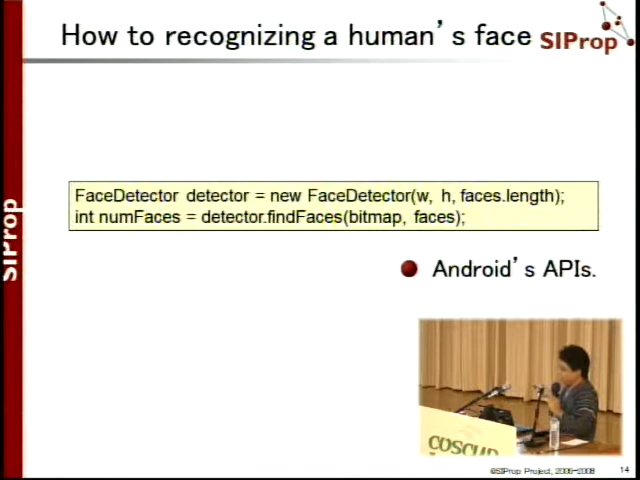 How to recognizing a human's face
SIProp
SIProp
FaceDetector detector = new FaceDetector(w, h, faces.length);
int numFaces = detector.findFaces(bitmap, faces);
Android's APIs.
COSCUP
©SIProp Project, 2006-2008
14